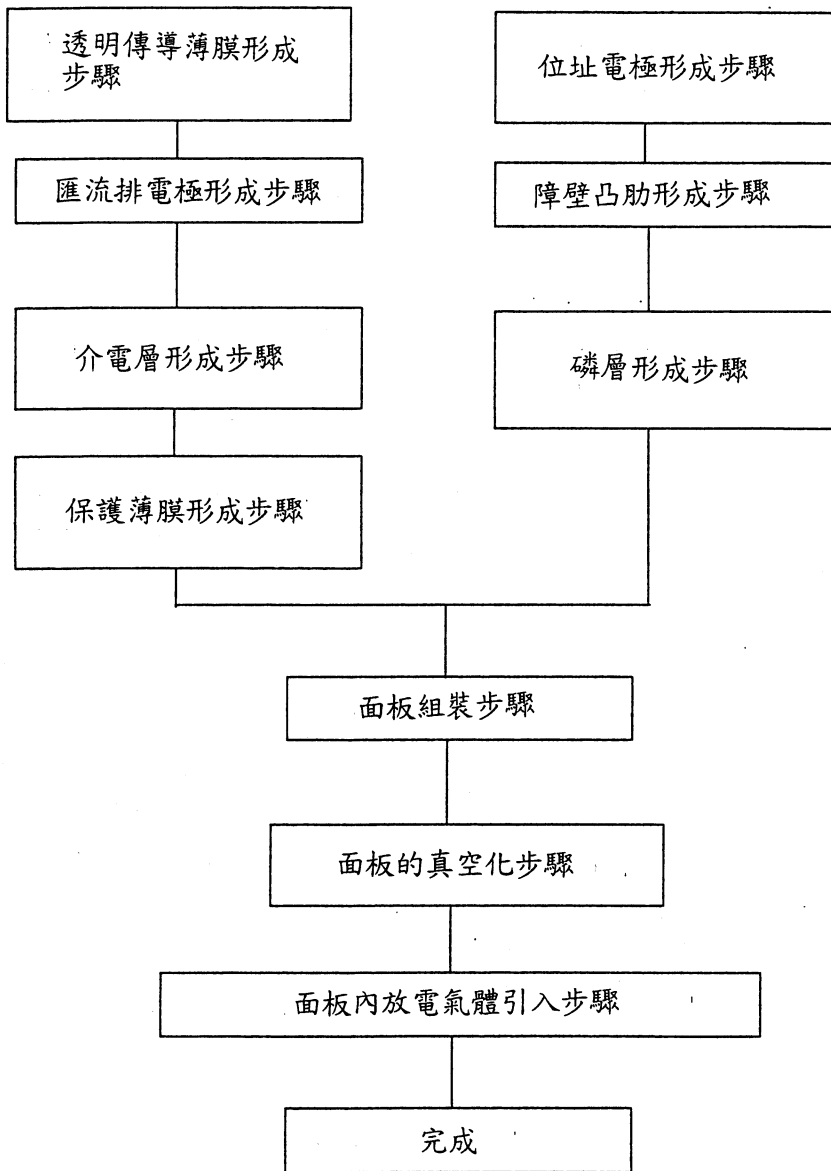 透明傳導薄膜形成
步驟
匯流排電極形成步驟
介電層形成步驟
保護薄膜形成步驟
位址電極形成步驟
障壁凸肋形成步驟
磷層形成步驟
面板組裝步驟
面板的真空化步驟
面板內放電氣體引入步驟
完成